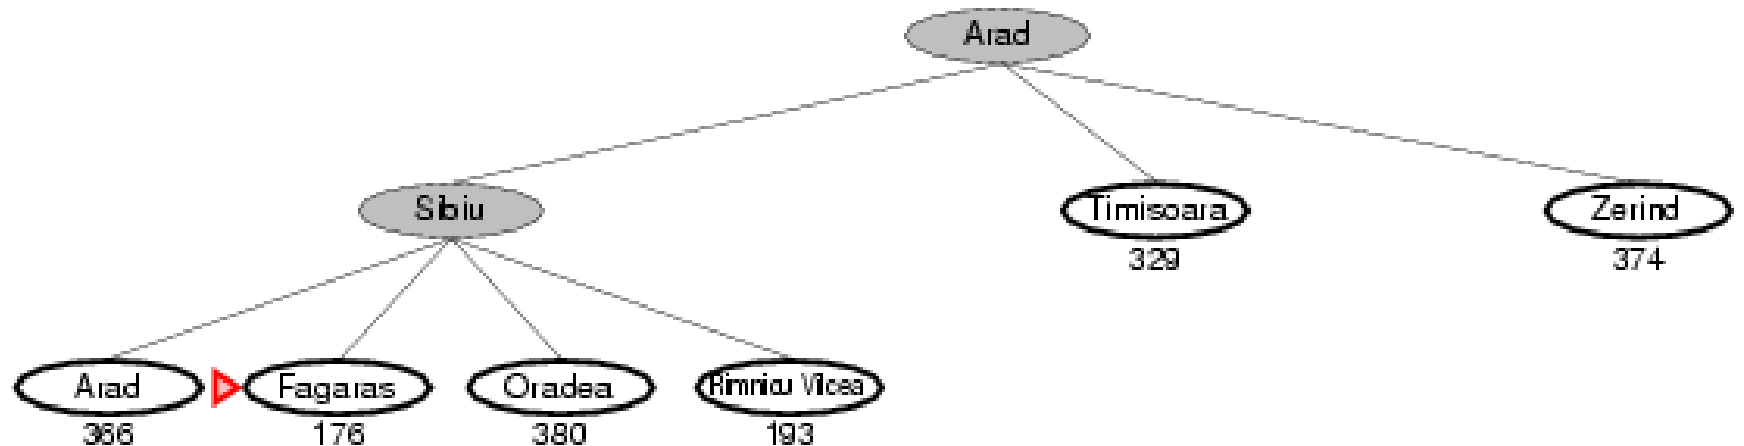 Arad
Sibiu
Timisoara
Zerind
329
374
Arad
Fagaras
Oradea
Rimnicu Vilcea
366
176
380
193